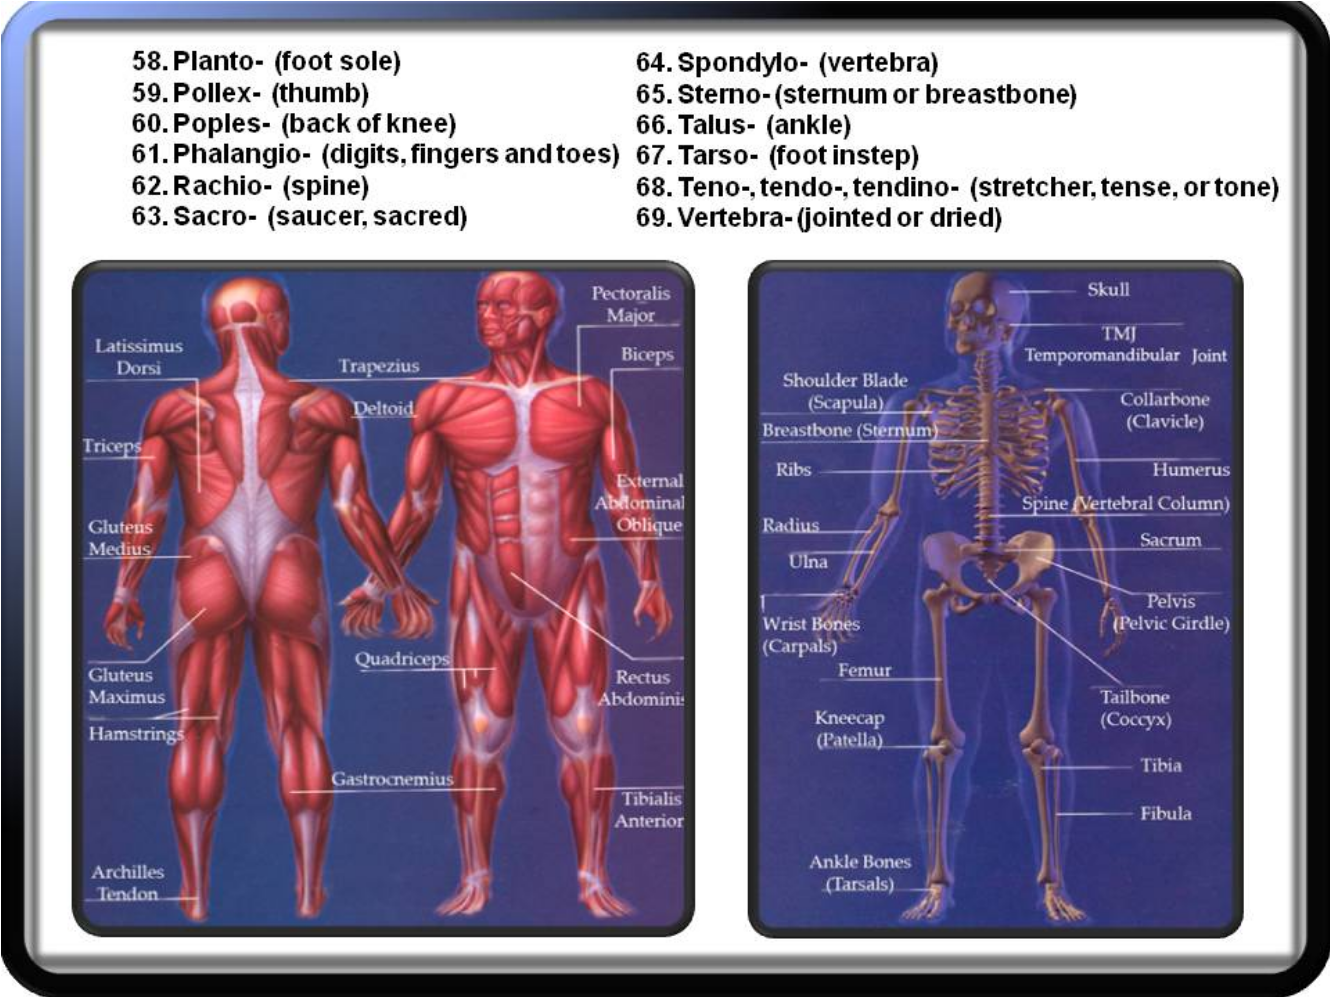 58. Planto- (foot sole)
59. Pollex- (thumb)
60. Poples- (back of knee)
61. Phalangio- (digits, fingers and toes)
62. Rachio- (spine)
63. Sacro- (saucer, sacred)
64. Spondylo- (vertebra)
65. Sterno- (sternum or breastbone)
66. Talus- (ankle)
67. Tarso- (foot instep)
68. Teno-, tendo-, tendino- (stretcher, tense, or tone)
69. Vertebra- (jointed or dried)
Latissimus
Dorsi
Triceps
Gluteus
Medius
Gluteus
Maximus
Hamstrings
Archilles
Tendon
Trapezius
Deltoid
Quadriceps
Gastrocnemius
Pectoralis
Major
Biceps
External
Abdominal
Oblique
Rectus
Abdominis
Tibialis
Anterior
Shoulder Blade
(Scapula)
Breastbone (Sternum)
Ribs
Radius
Ulna
Wrist Bones
(Carpals)
Femur
Kneecap
(Patella)
Ankle Bones
(Tarsals)
Skull
TMJ
Temporomandibular Joint
Collarbone
(Clavicle)
Humerus
Spine (Vertebral Column)
Sacrum
Pelvis
(Pelvic Girdle)
Tailbone
(Coccyx)
Tibia
Fibula